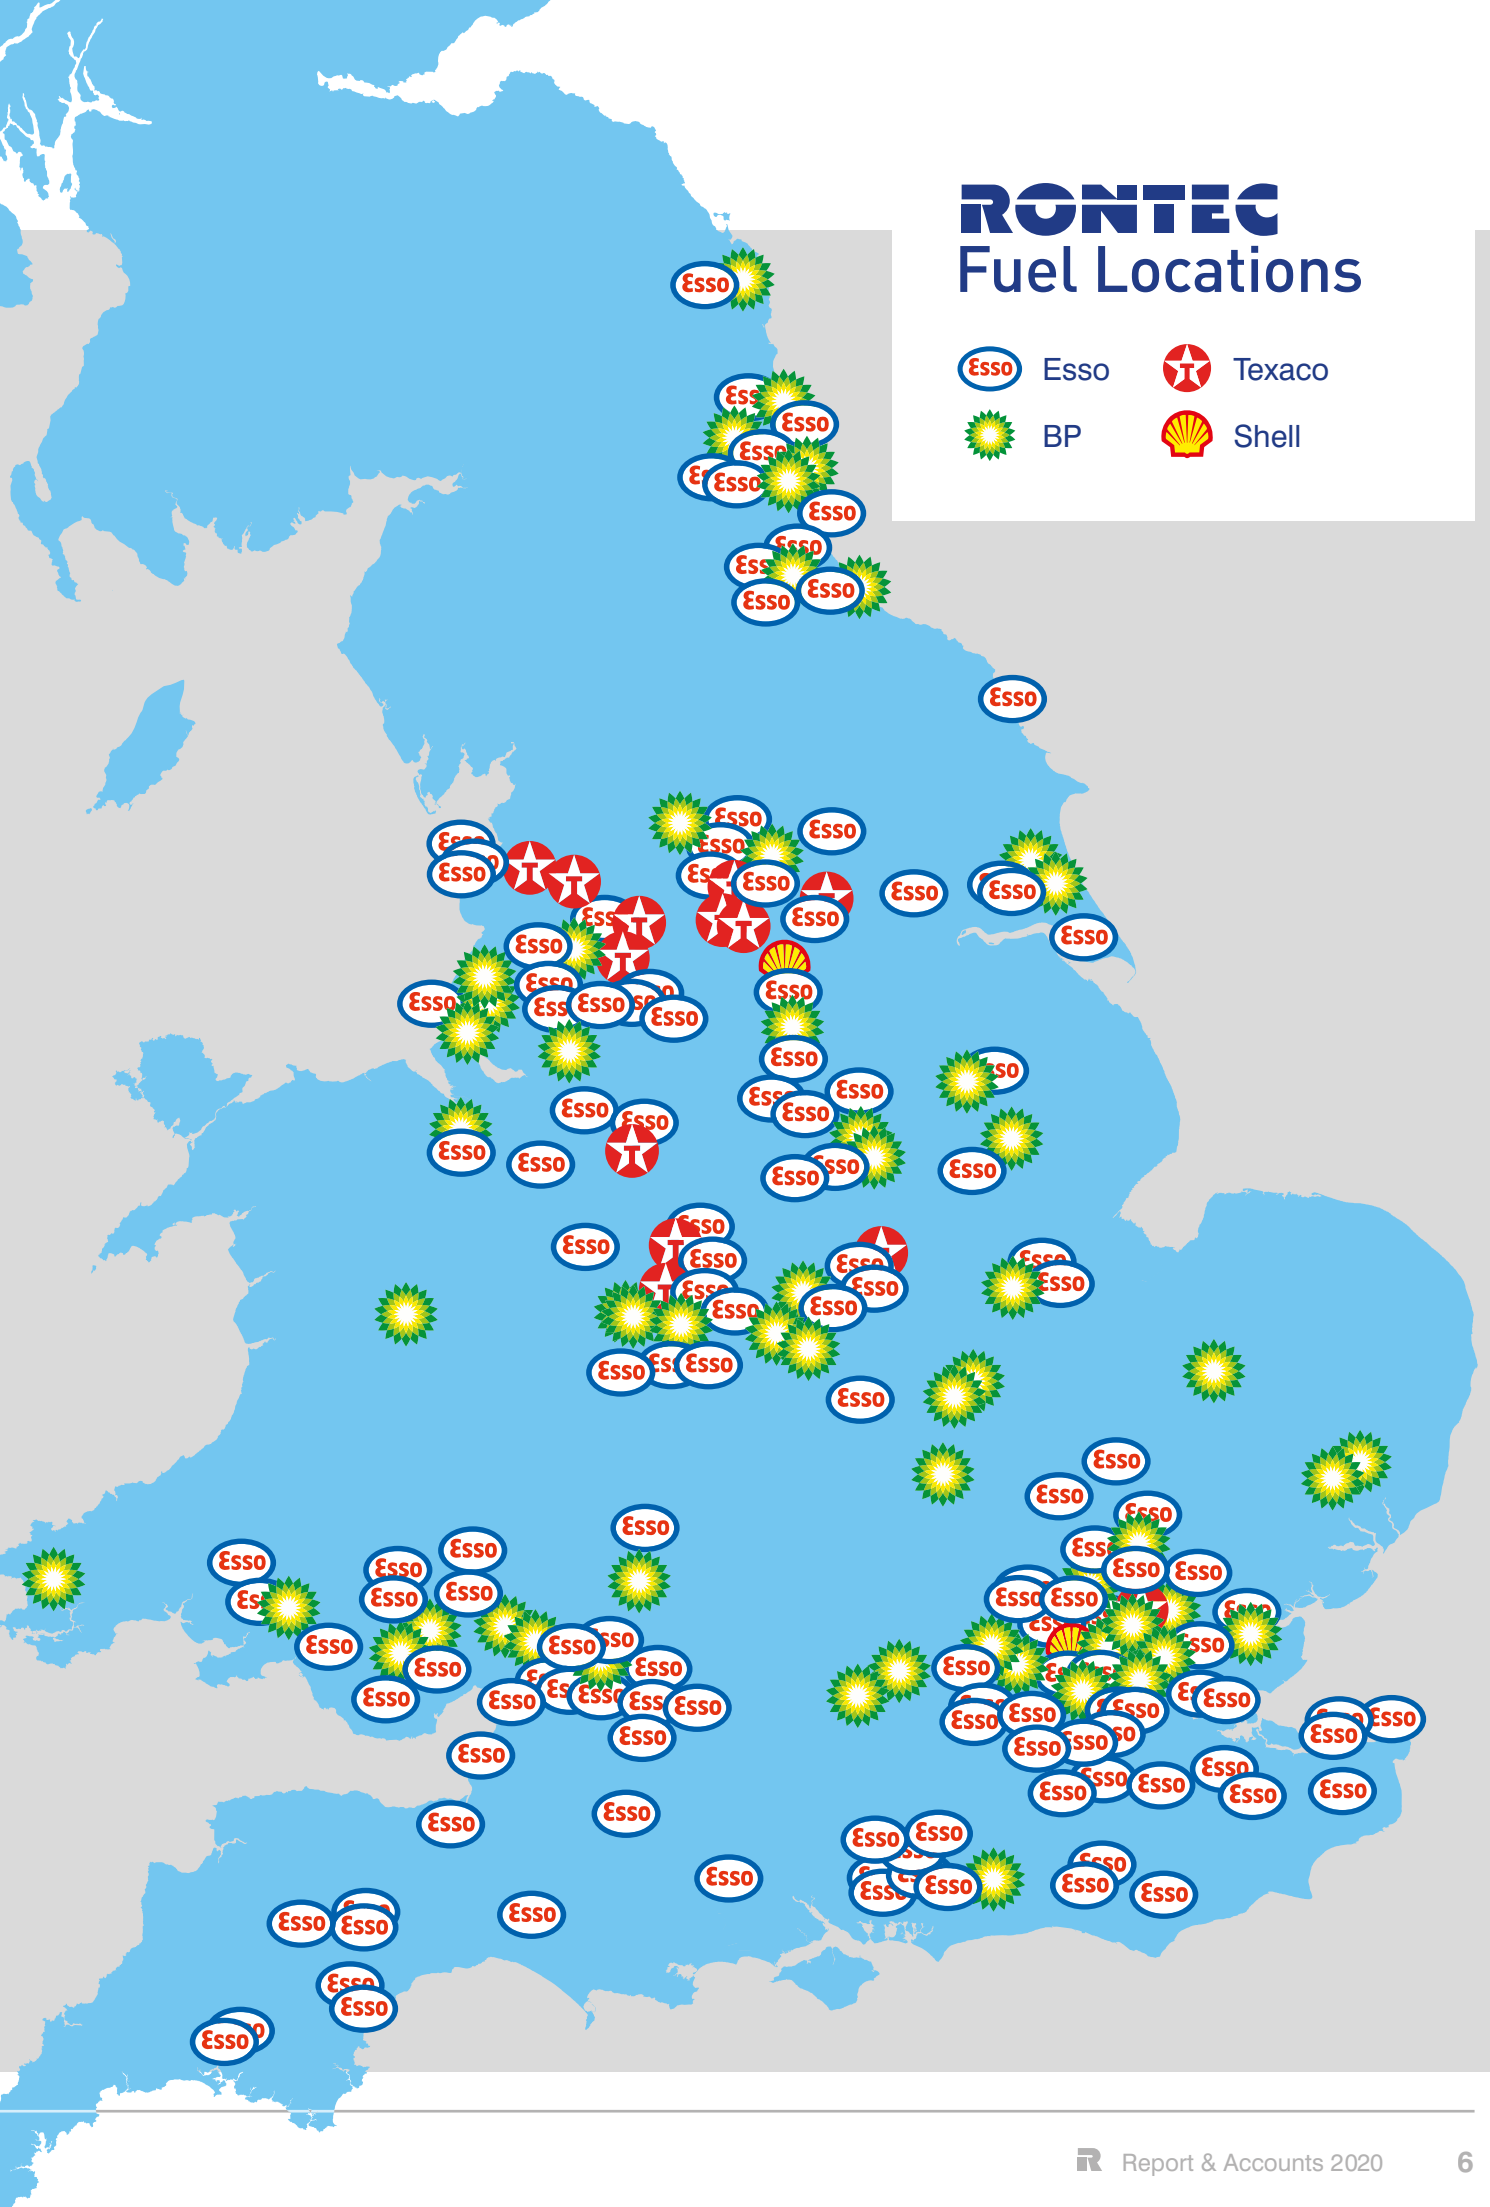 RONTEC
Fuel Locations
Esso Esso
T Texaco
BP
Shell
Report & Accounts 2020
6